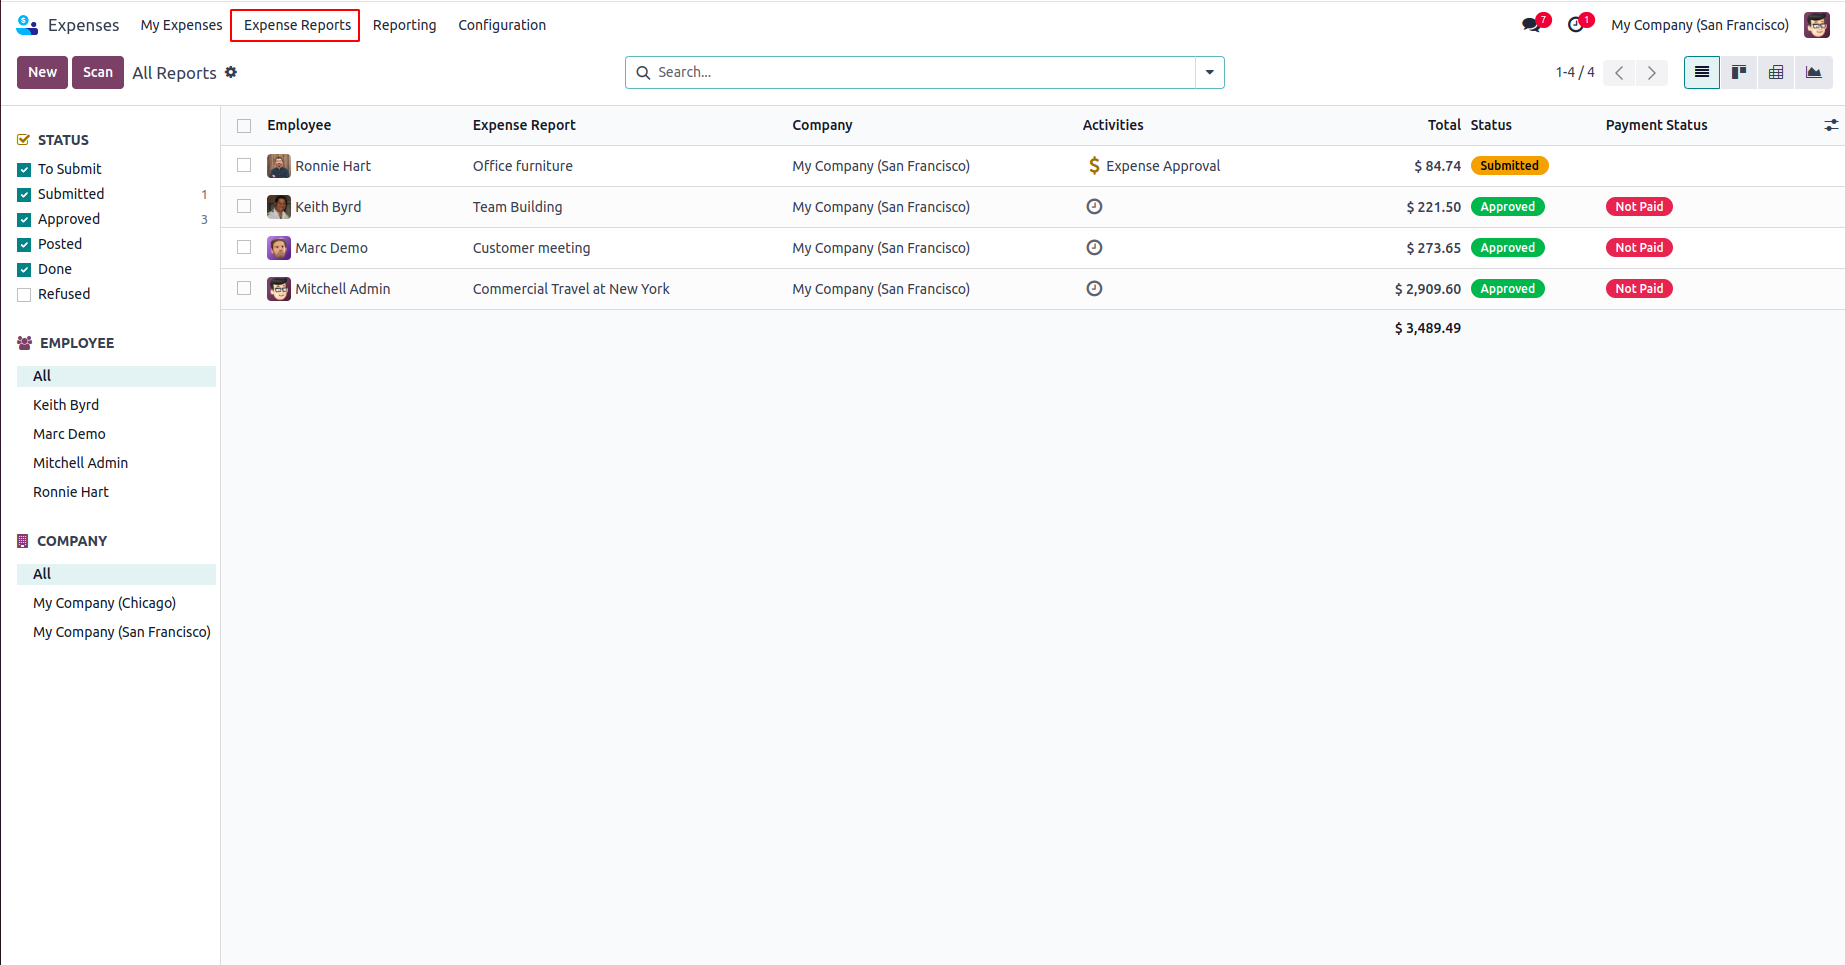 Expenses My Expenses Expense Reports Reporting Configuration 7 1 My Company (San Francisco)
New Scan All Reports Search... 1-4 / 4
STATUS
To Submit
Submitted 1
Approved 3
Posted
Done
Refused
EMPLOYEE
All
Keith Byrd
Marc Demo
Mitchell Admin
Ronnie Hart
COMPANY
All
My Company (Chicago)
My Company (San Francisco)
Employee Expense Report Company Activities Total Status Payment Status
Ronnie Hart Office furniture My Company (San Francisco) $ Expense Approval $ 84.74 Submitted
Keith Byrd Team Building My Company (San Francisco) $ 221.50 Approved Not Paid
Marc Demo Customer meeting My Company (San Francisco) $ 273.65 Approved Not Paid
Mitchell Admin Commercial Travel at New York My Company (San Francisco) $ 2,909.60 Approved Not Paid
$ 3,489.49